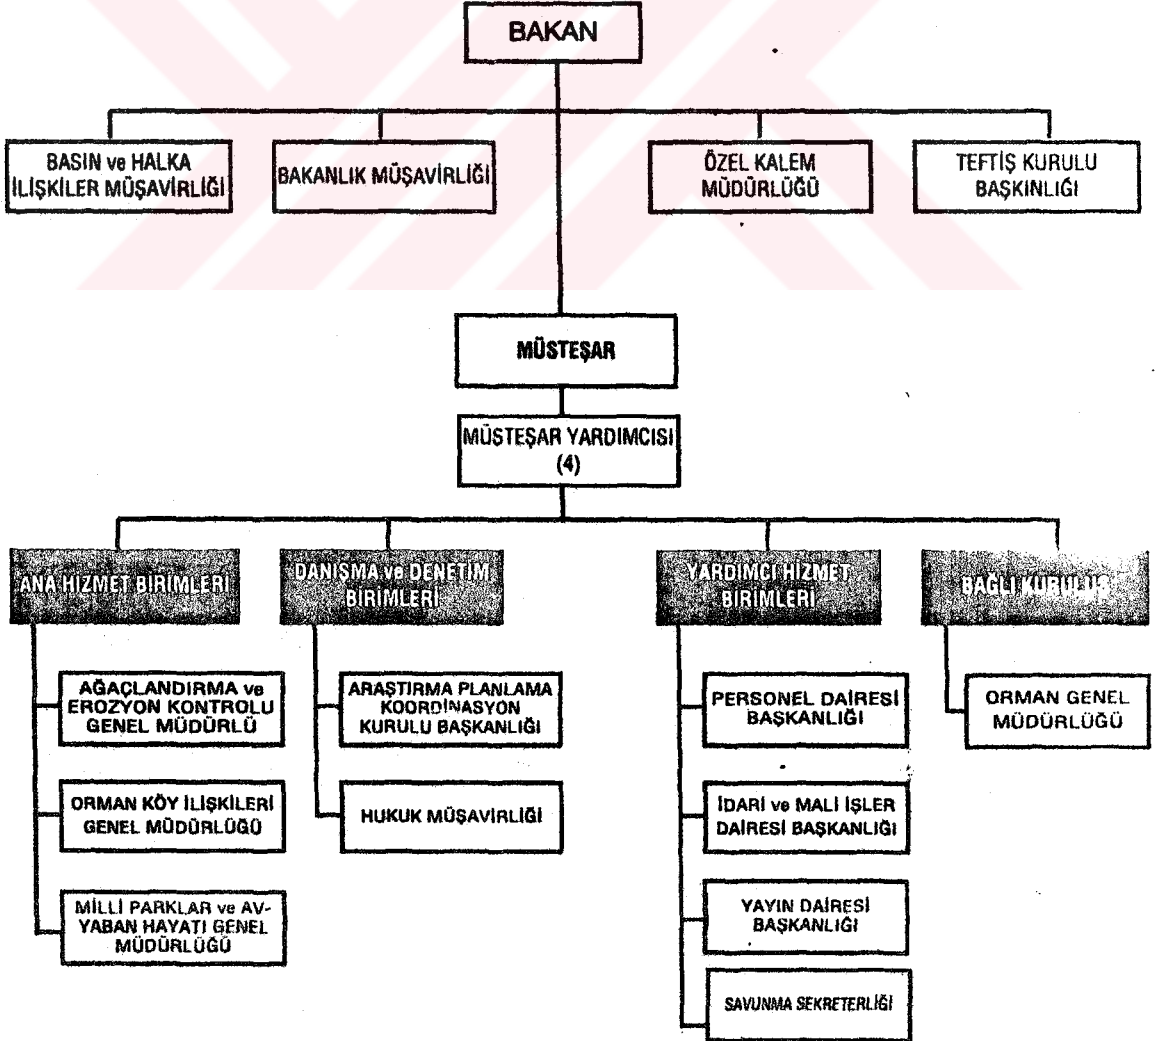 BAKAN
BASIN ve HALKA
İLİŞKİLER MÜŞAVİRLİĞİ
BAKANLIK MÜŞAVİRLİĞİ
ÖZEL KALEM
MÜDÜRLÜĞÜ
TEFTİŞ KURULU
BAŞKINLIĞI
MÜSTEŞAR
MÜSTEŞAR YARDIMCISI
(4)
ANA HİZMET BİRİMLERİ
DANIŞMA ve DENETİM
BİRİMLERİ
YARDIMCI HİZMET
BİRİMLERİ
BAĞLI KURULUŞ
AĞAÇLANDIRMA ve
EROZYON KONTROLU
GENEL MÜDÜRLÜ
ORMAN KÖY İLİŞKİLERİ
GENEL MÜDÜRLÜĞÜ
MİLLİ PARKLAR ve AV-
YABAN HAYATI GENEL
MÜDÜRLÜĞÜ
ARAŞTIRMA PLANLAMA
KOORDİNASYON
KURULU BAŞKANLIĞI
HUKUK MÜŞAVİRLİĞİ
PERSONEL DAİRESİ
BAŞKANLIĞI
İDARİ ve MALİ İŞLER
DAİRESİ BAŞKANLIĞI
YAYIN DAİRESİ
BAŞKANLIĞI
SAVUNMA SEKRETERLİĞİ
ORMAN GENEL
MÜDÜRLÜĞÜ